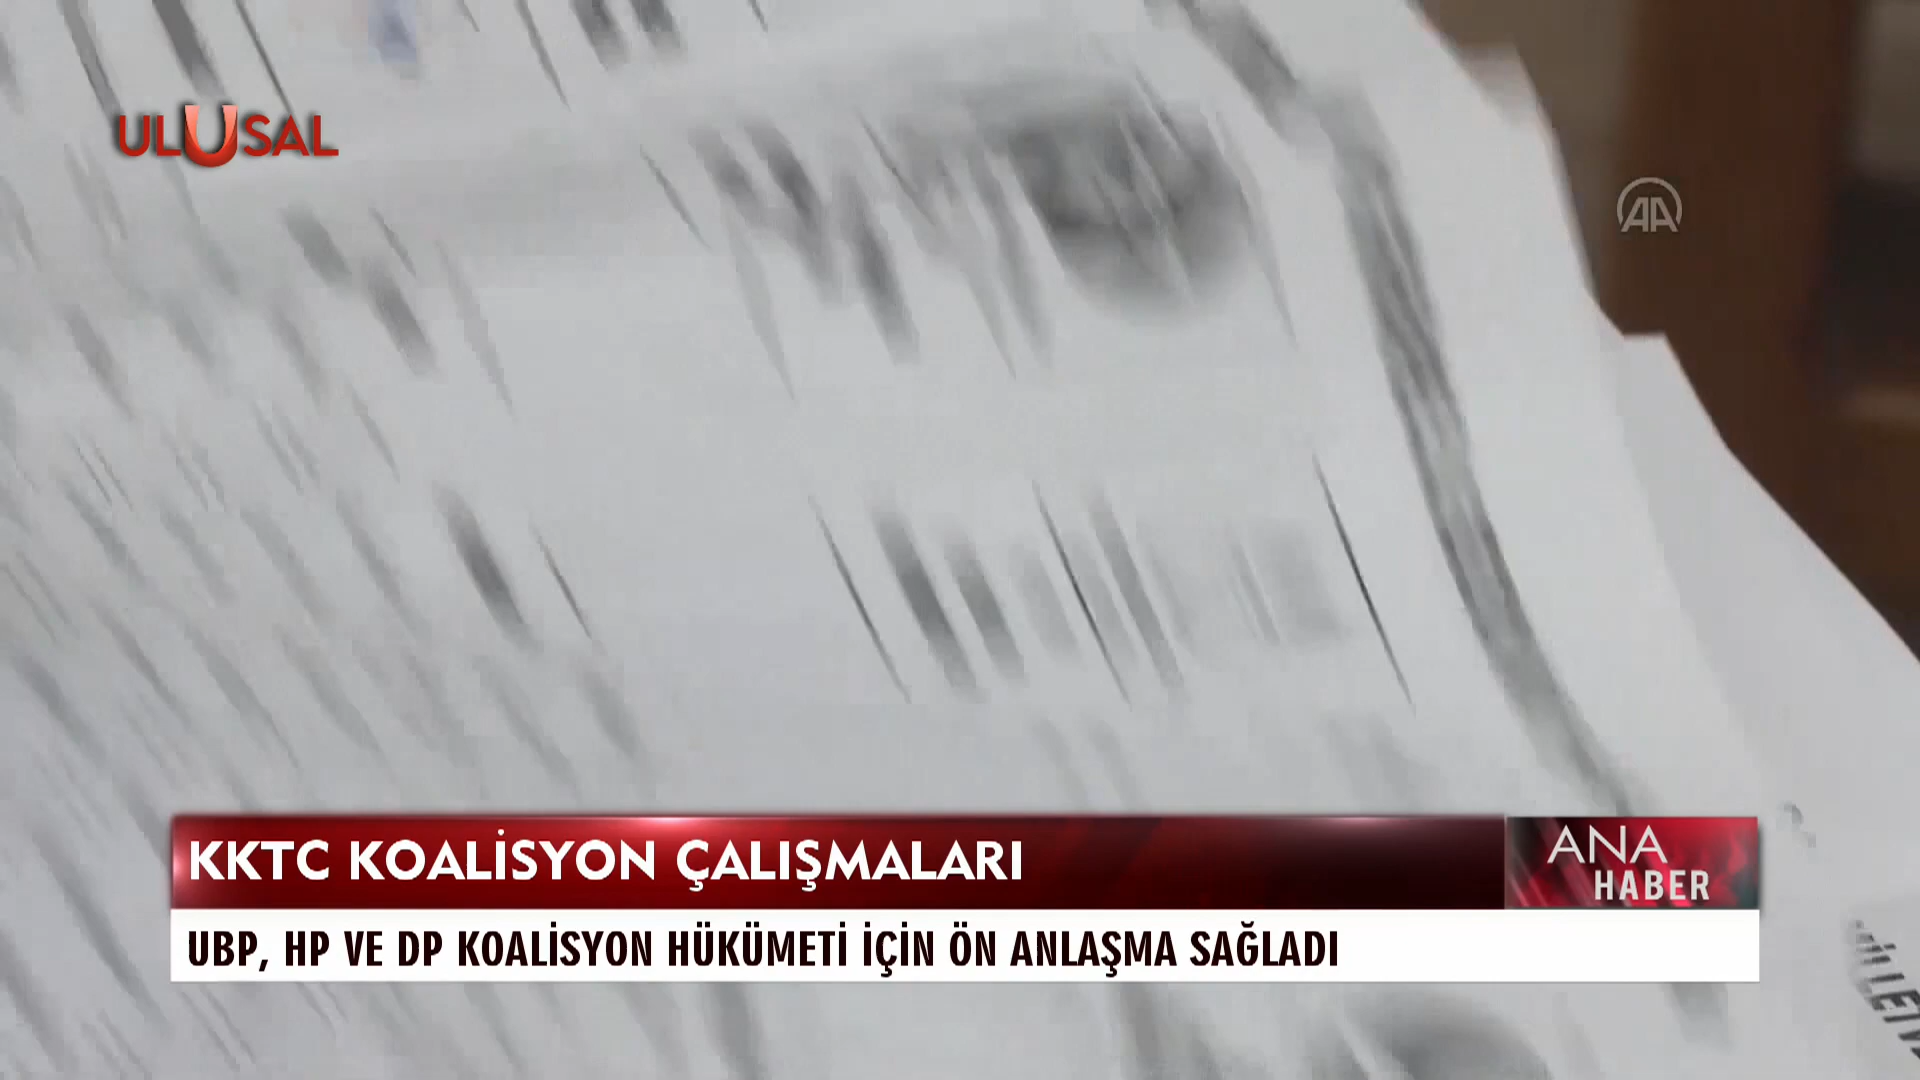 ULUSAL
AA
KKTC KOALİSYON ÇALIŞMALARI
ANA
HABER
UBP, HP VE DP KOALİSYON HÜKÜMETİ İÇİN ÖN ANLAŞMA SAĞLADI